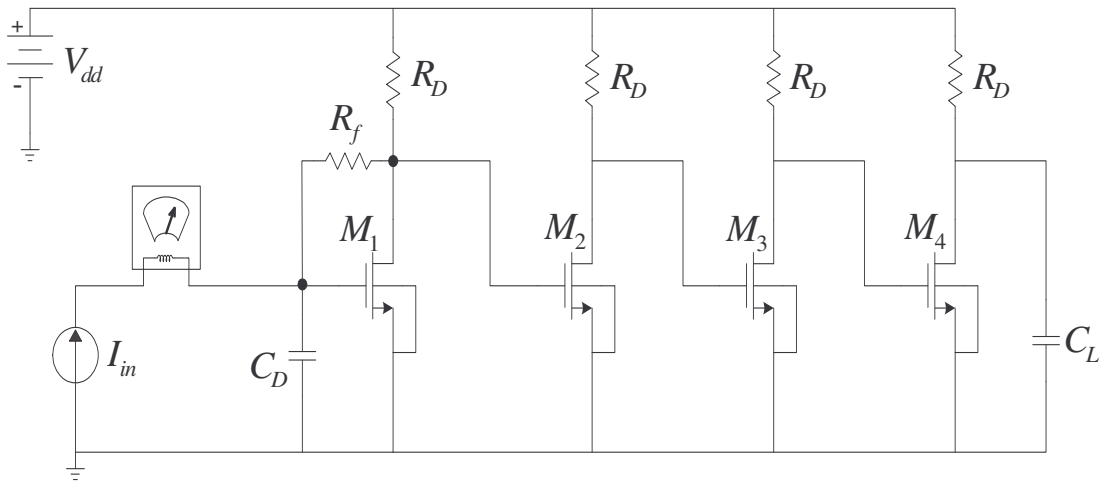 +
V_dd
-
R_D
R_D
R_D
R_D
R_f
M_1
M_2
M_3
M_4
I_in
C_D
C_L